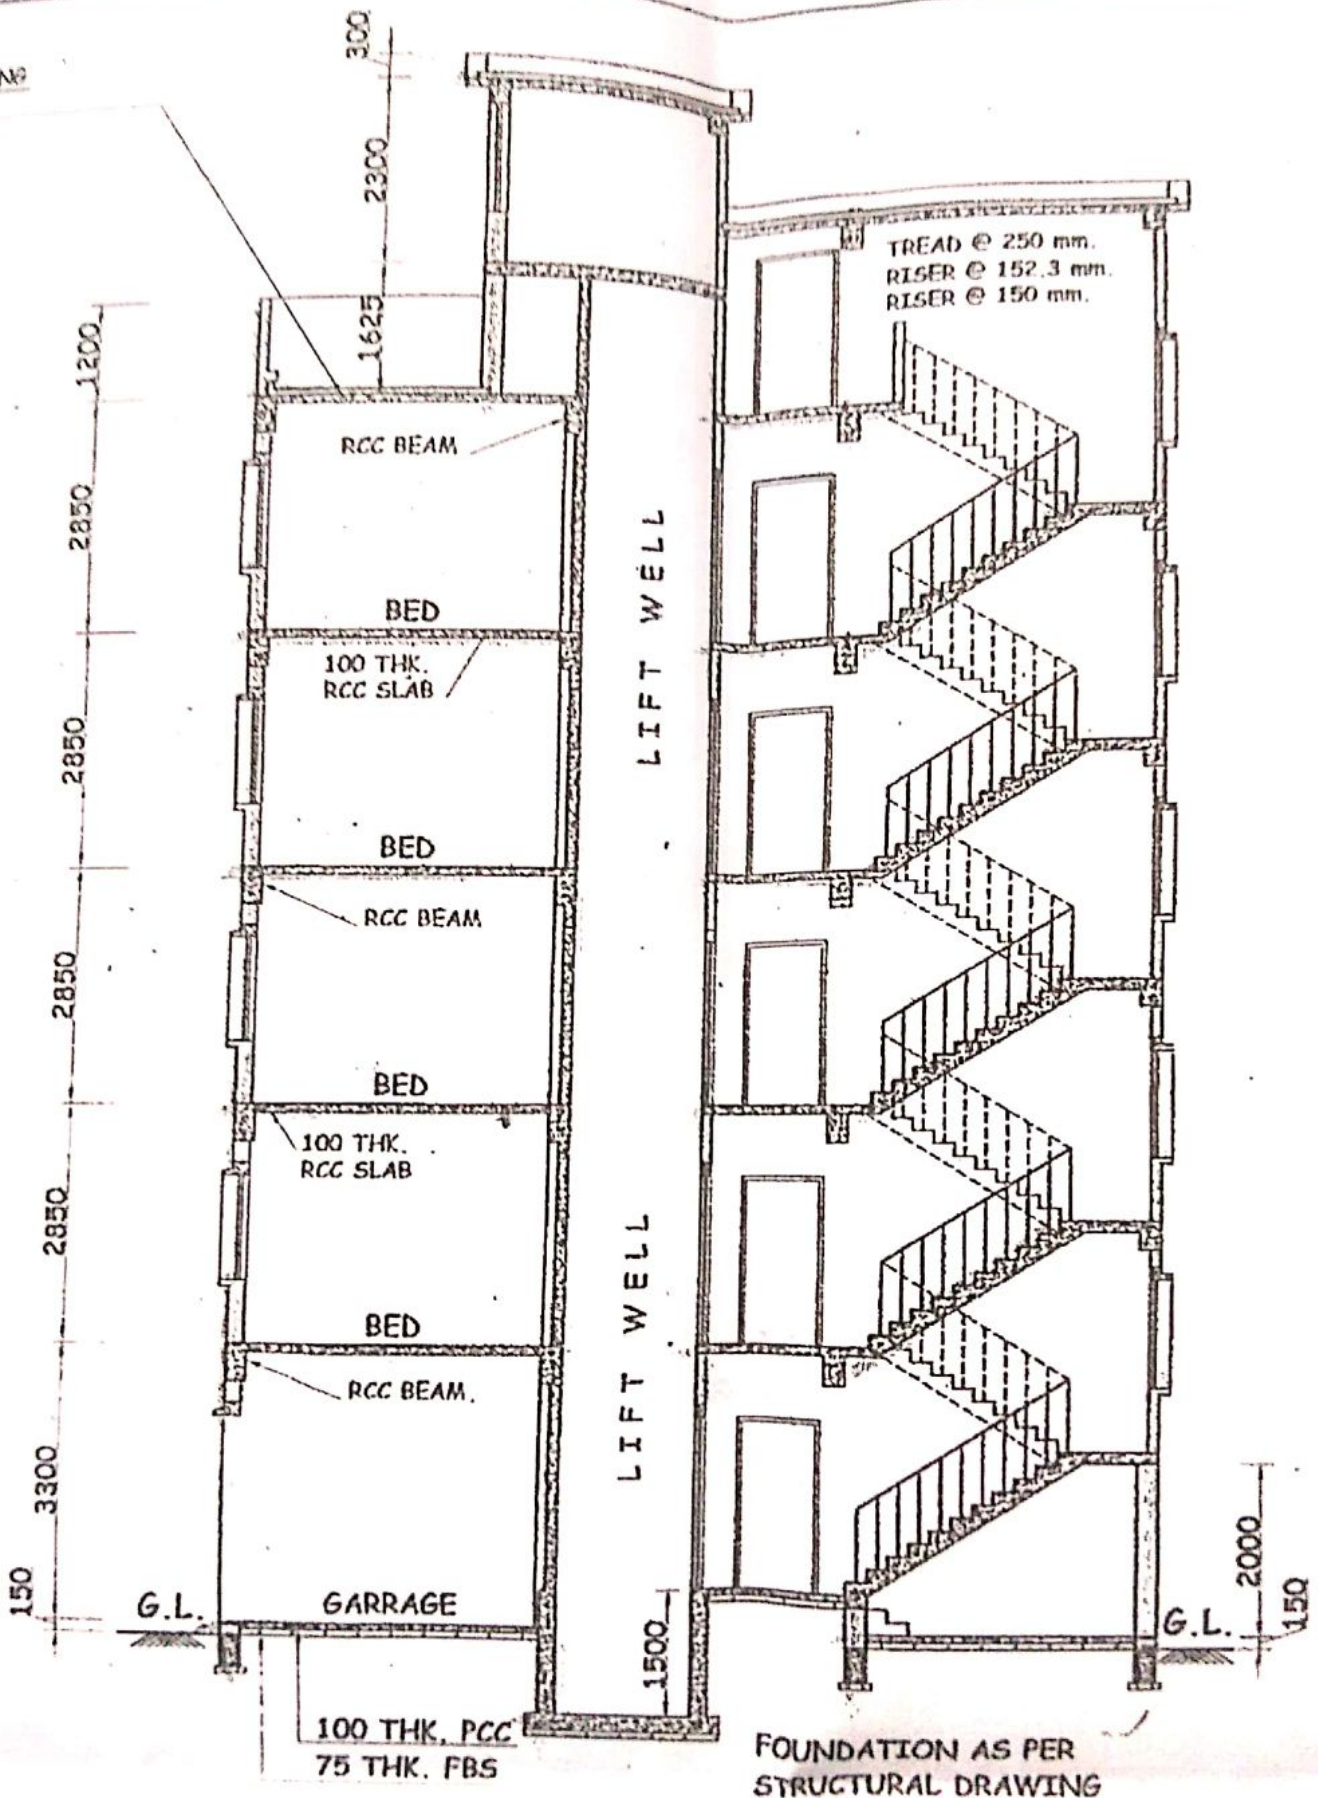 300
2300
1625
1200
2850
2850
2850
2850
3300
150
TREAD @ 250 mm.
RISER @ 152.3 mm.
RISER @ 150 mm.
RCC BEAM
BED
100 THK.
RCC SLAB
BED
RCC BEAM
BED
100 THK.
RCC SLAB
BED
RCC BEAM.
LIFT WELL
LIFT WELL
G.L.
GARRAGE
1500
2000
150
G.L.
100 THK. PCC
75 THK. FBS
FOUNDATION AS PER
STRUCTURAL DRAWING